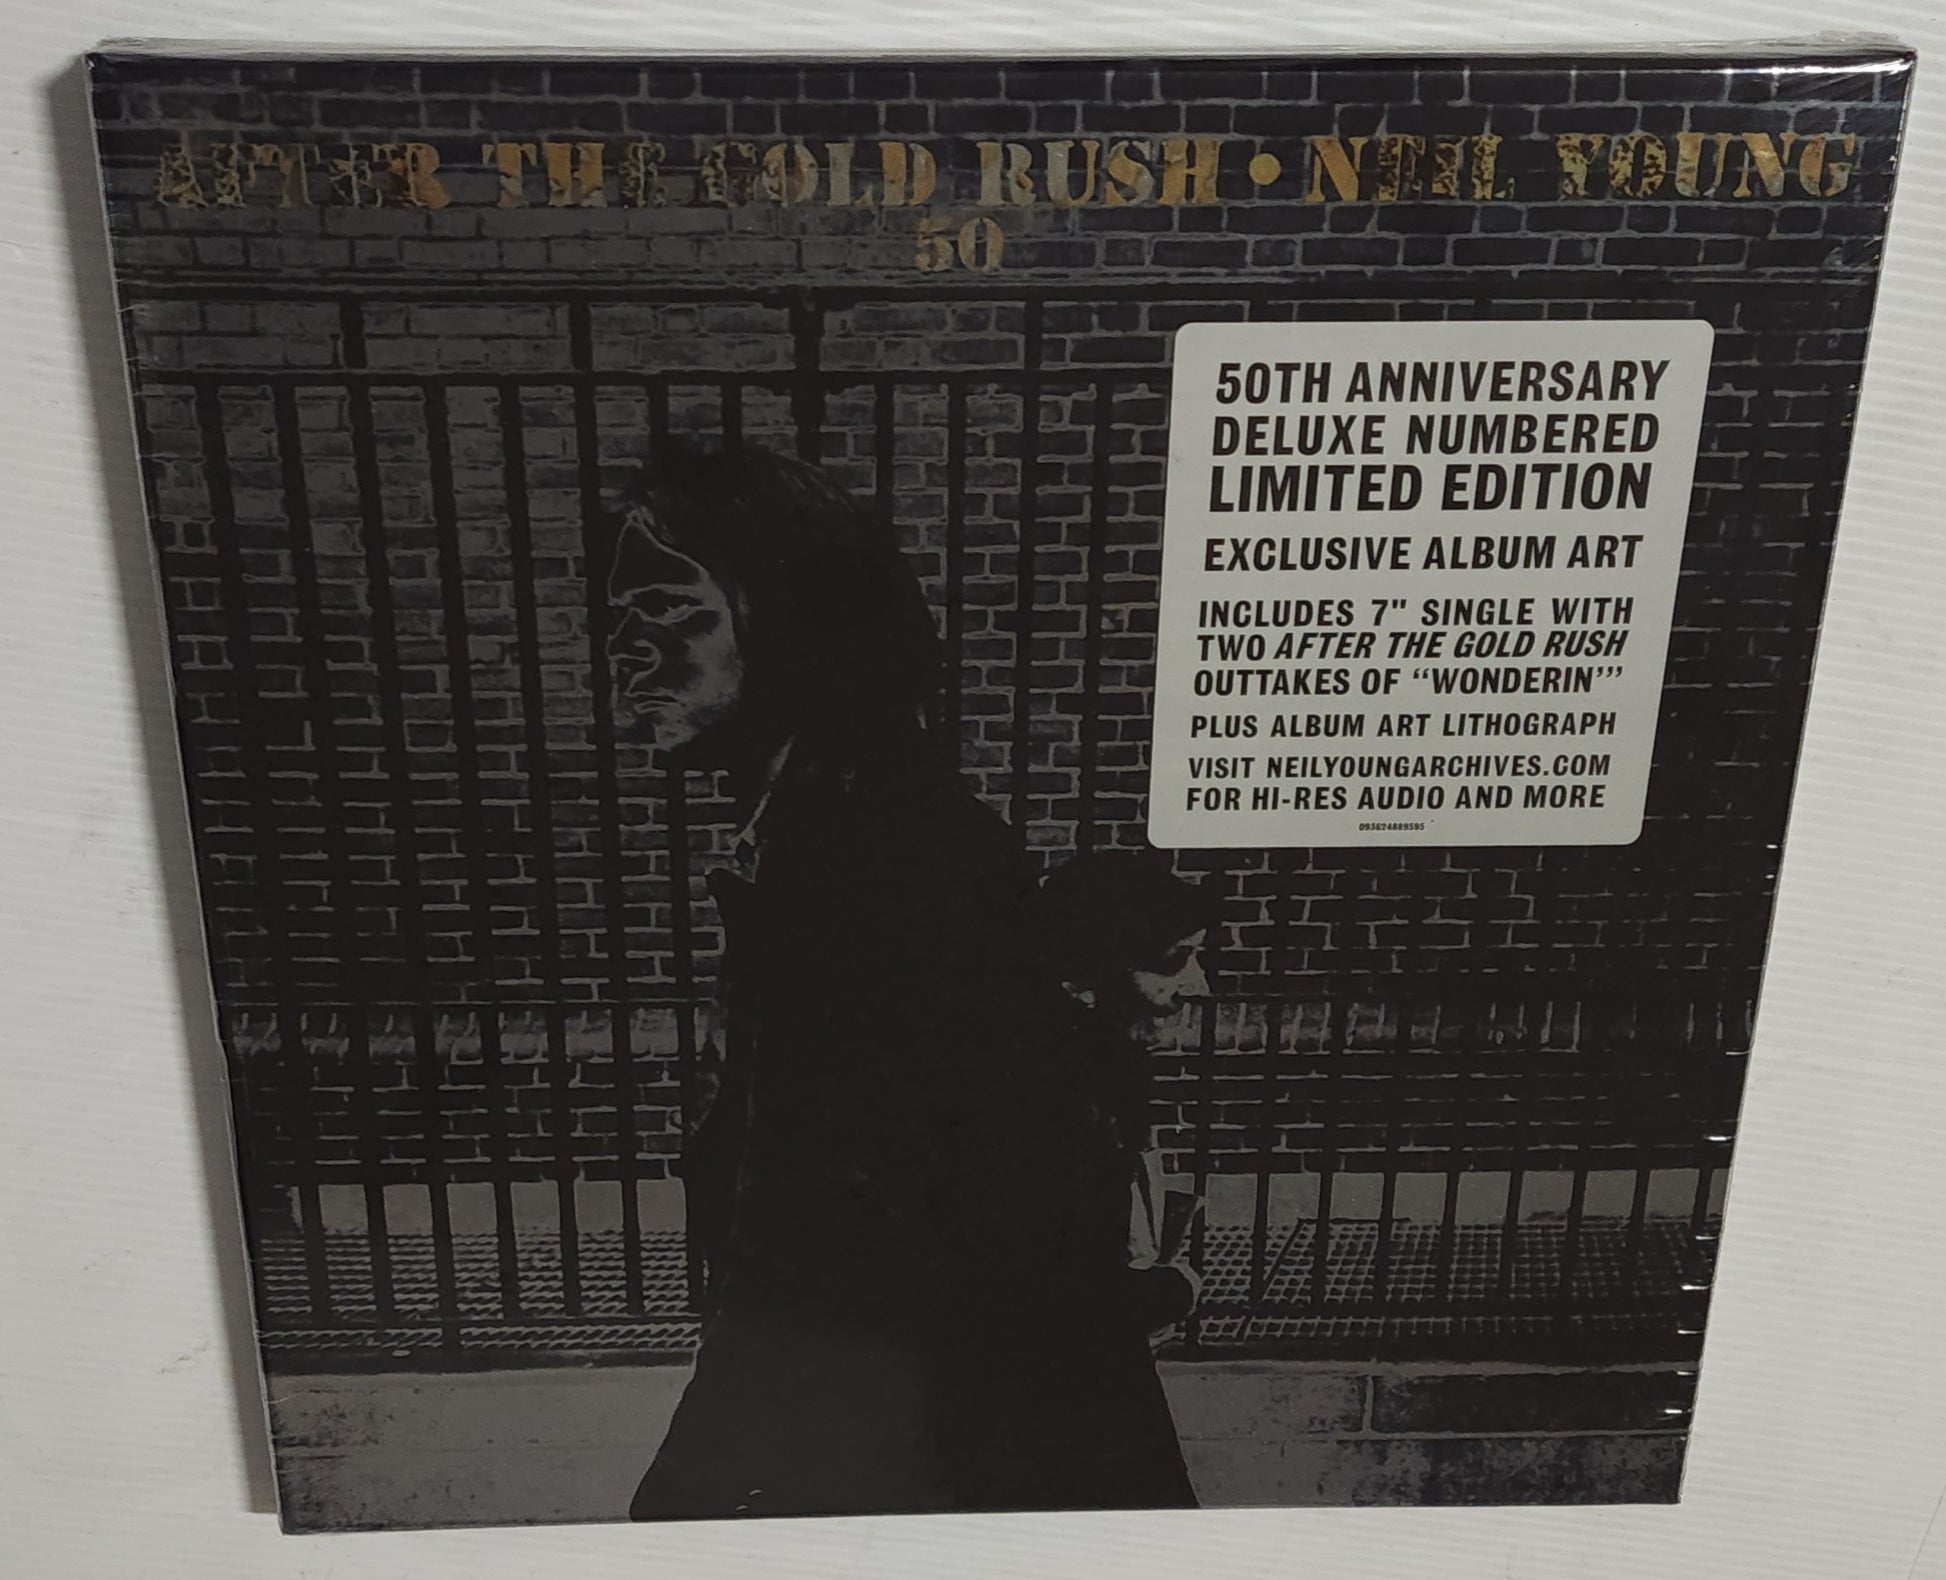 AFTER THE GOLD RUSH • NEIL YOUNG
50
50TH ANNIVERSARY
DELUXE NUMBERED
LIMITED EDITION
EXCLUSIVE ALBUM ART
INCLUDES 7" SINGLE WITH
TWO AFTER THE GOLD RUSH
OUTTAKES OF “WONDERIN’”
PLUS ALBUM ART LITHOGRAPH
VISIT NEILYOUNGARCHIVES.COM
FOR HI-RES AUDIO AND MORE
093624889595